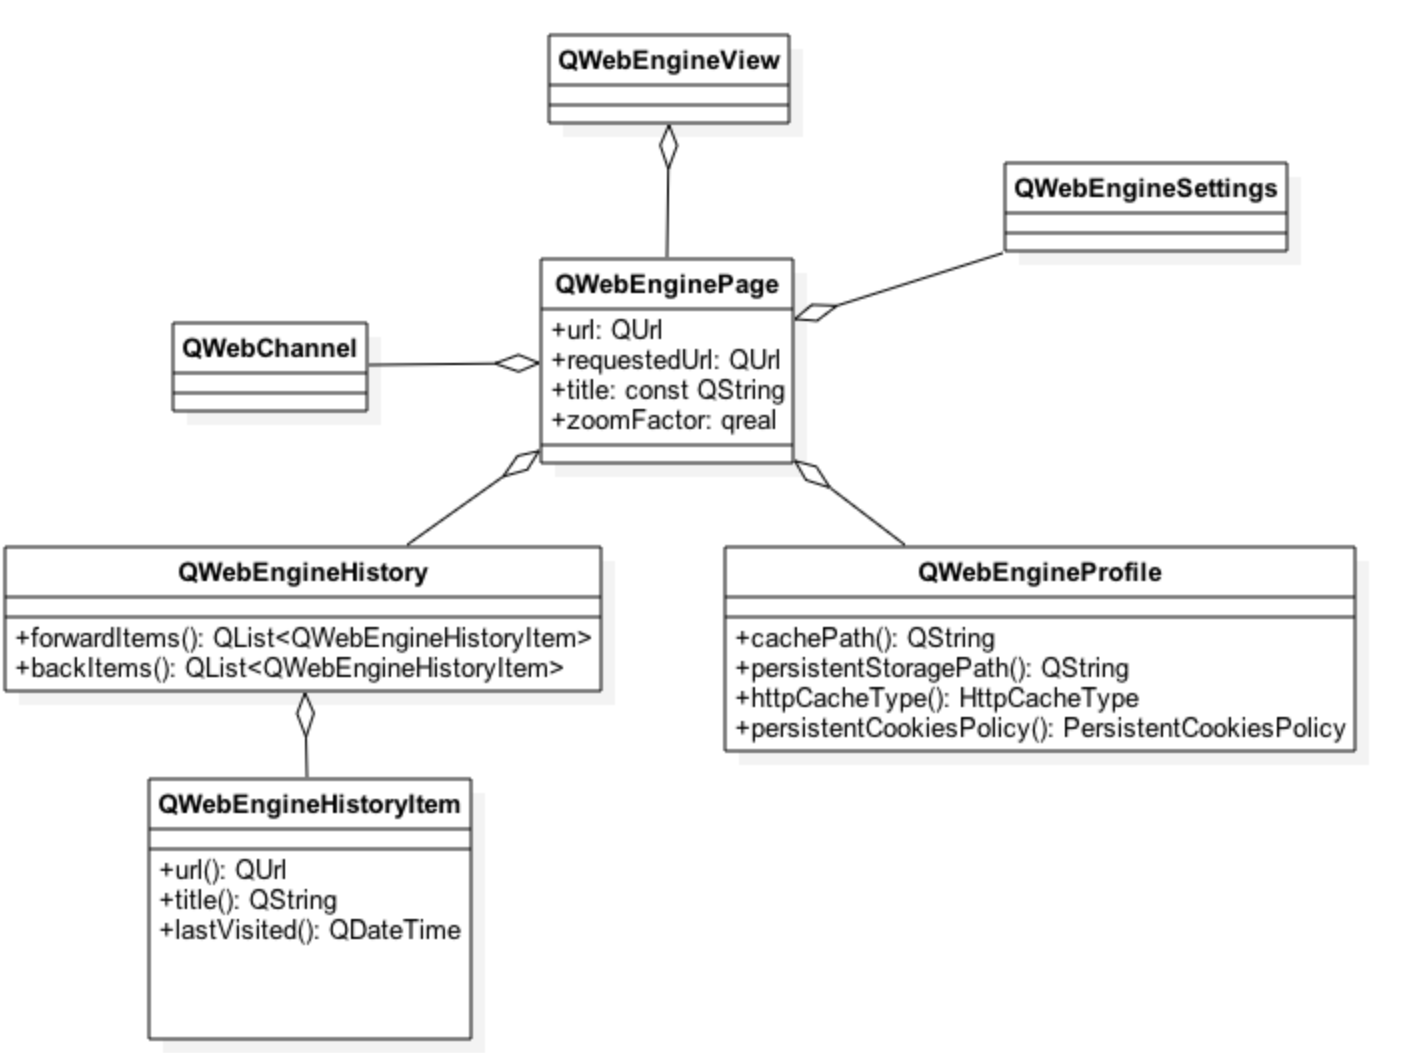 QWebEngineView
QWebEngineSettings
QWebEnginePage
+url: QUrl
+requestedUrl: QUrl
+title: const QString
+zoomFactor: qreal
QWebChannel
QWebEngineHistory
+forwardItems(): QList<QWebEngineHistoryItem>
+backItems(): QList<QWebEngineHistoryItem>
QWebEngineProfile
+cachePath(): QString
+persistentStoragePath(): QString
+httpCacheType(): HttpCacheType
+persistentCookiesPolicy(): PersistentCookiesPolicy
QWebEngineHistoryItem
+url(): QUrl
+title(): QString
+lastVisited(): QDateTime